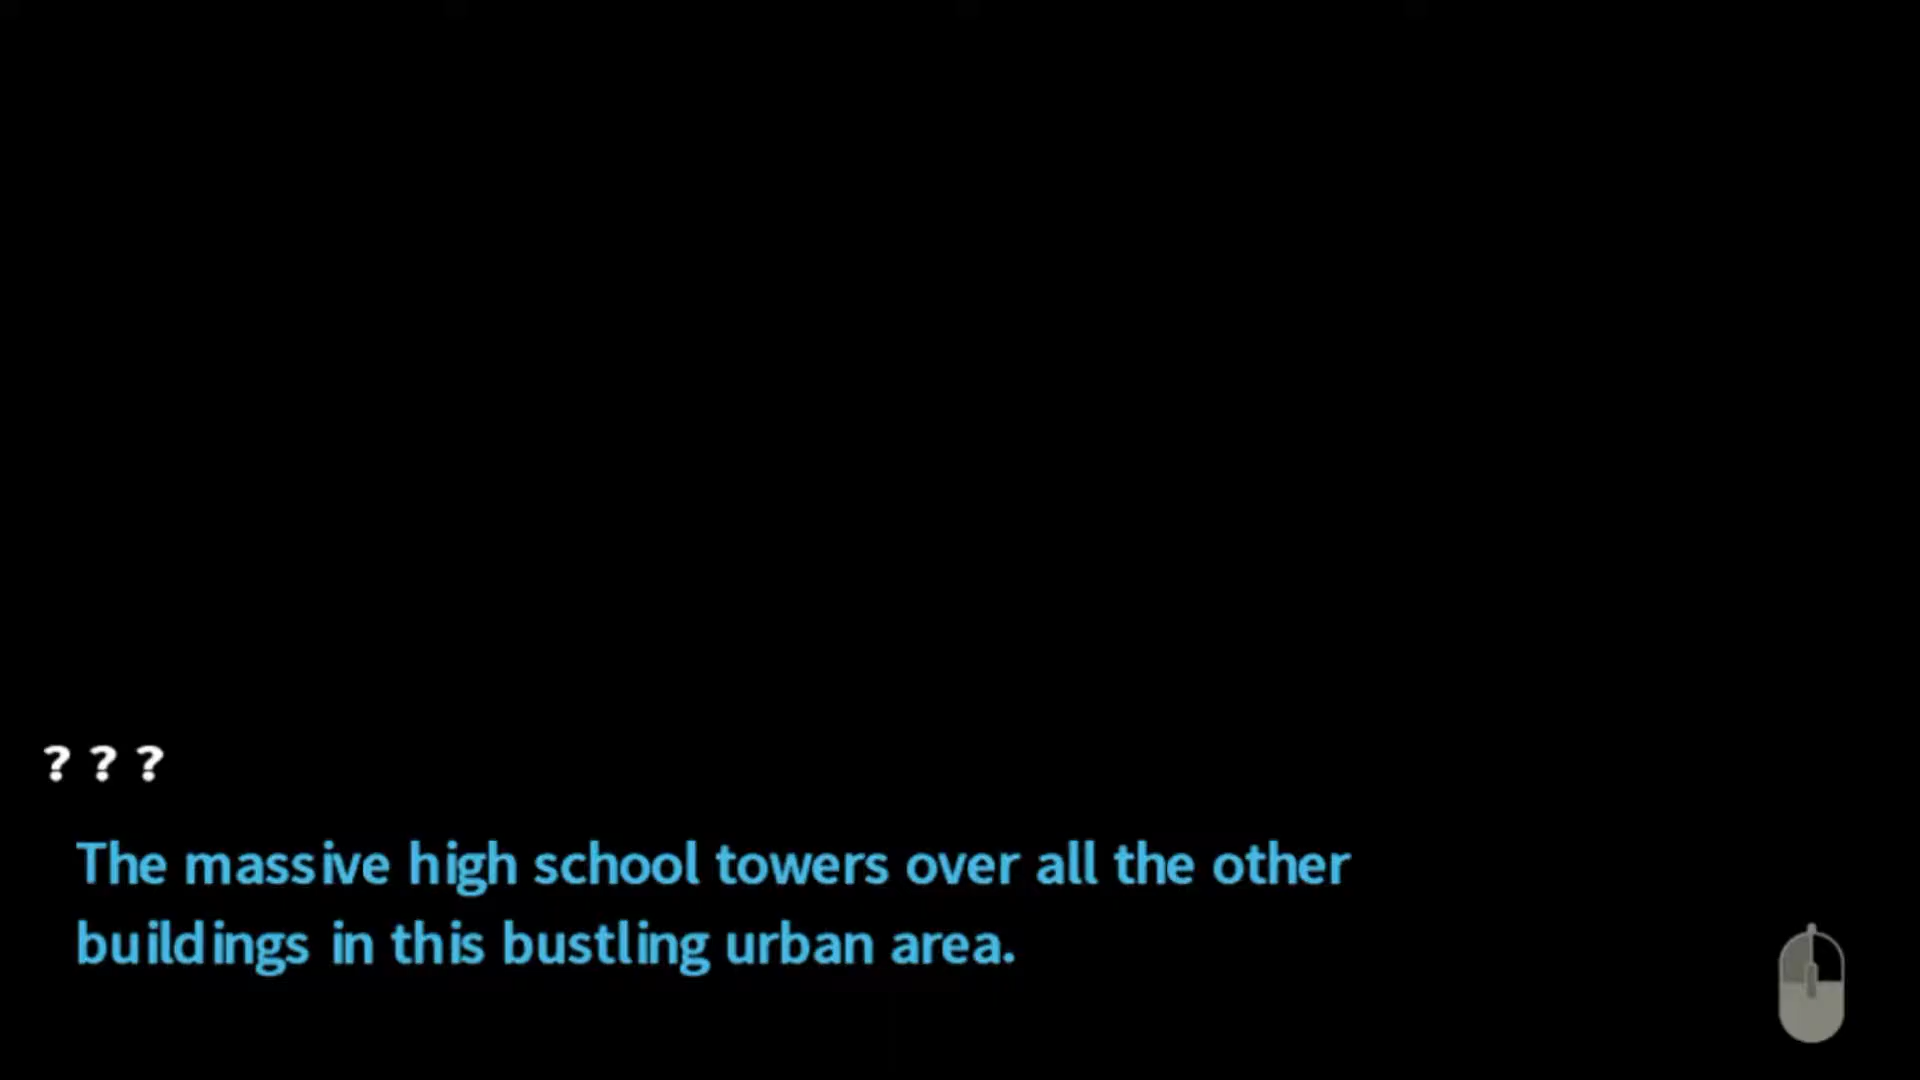 ? ? ?
The massive high school towers over all the other
buildings in this bustling urban area.